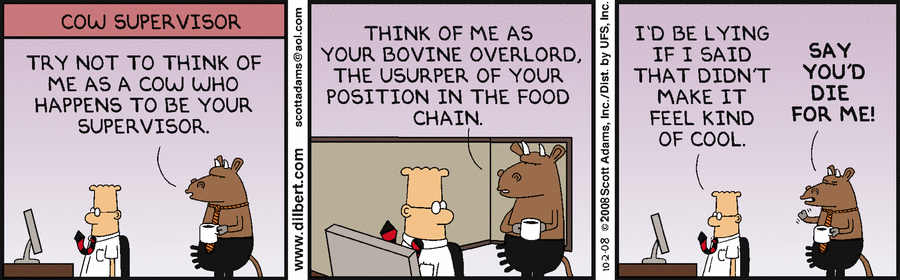 COW SUPERVISOR
TRY NOT TO THINK OF
ME AS A COW WHO
HAPPENS TO BE YOUR
SUPERVISOR.
www.dilbert.com scottadams@aol.com
THINK OF ME AS
YOUR BOVINE OVERLORD,
THE USURPER OF YOUR
POSITION IN THE FOOD
CHAIN.
10-2-08 ©2008 Scott Adams, Inc./Dist. by UFS, Inc.
I'D BE LYING
IF I SAID
THAT DIDN'T
MAKE IT
FEEL KIND
OF COOL.
SAY
YOU'D
DIE
FOR ME!